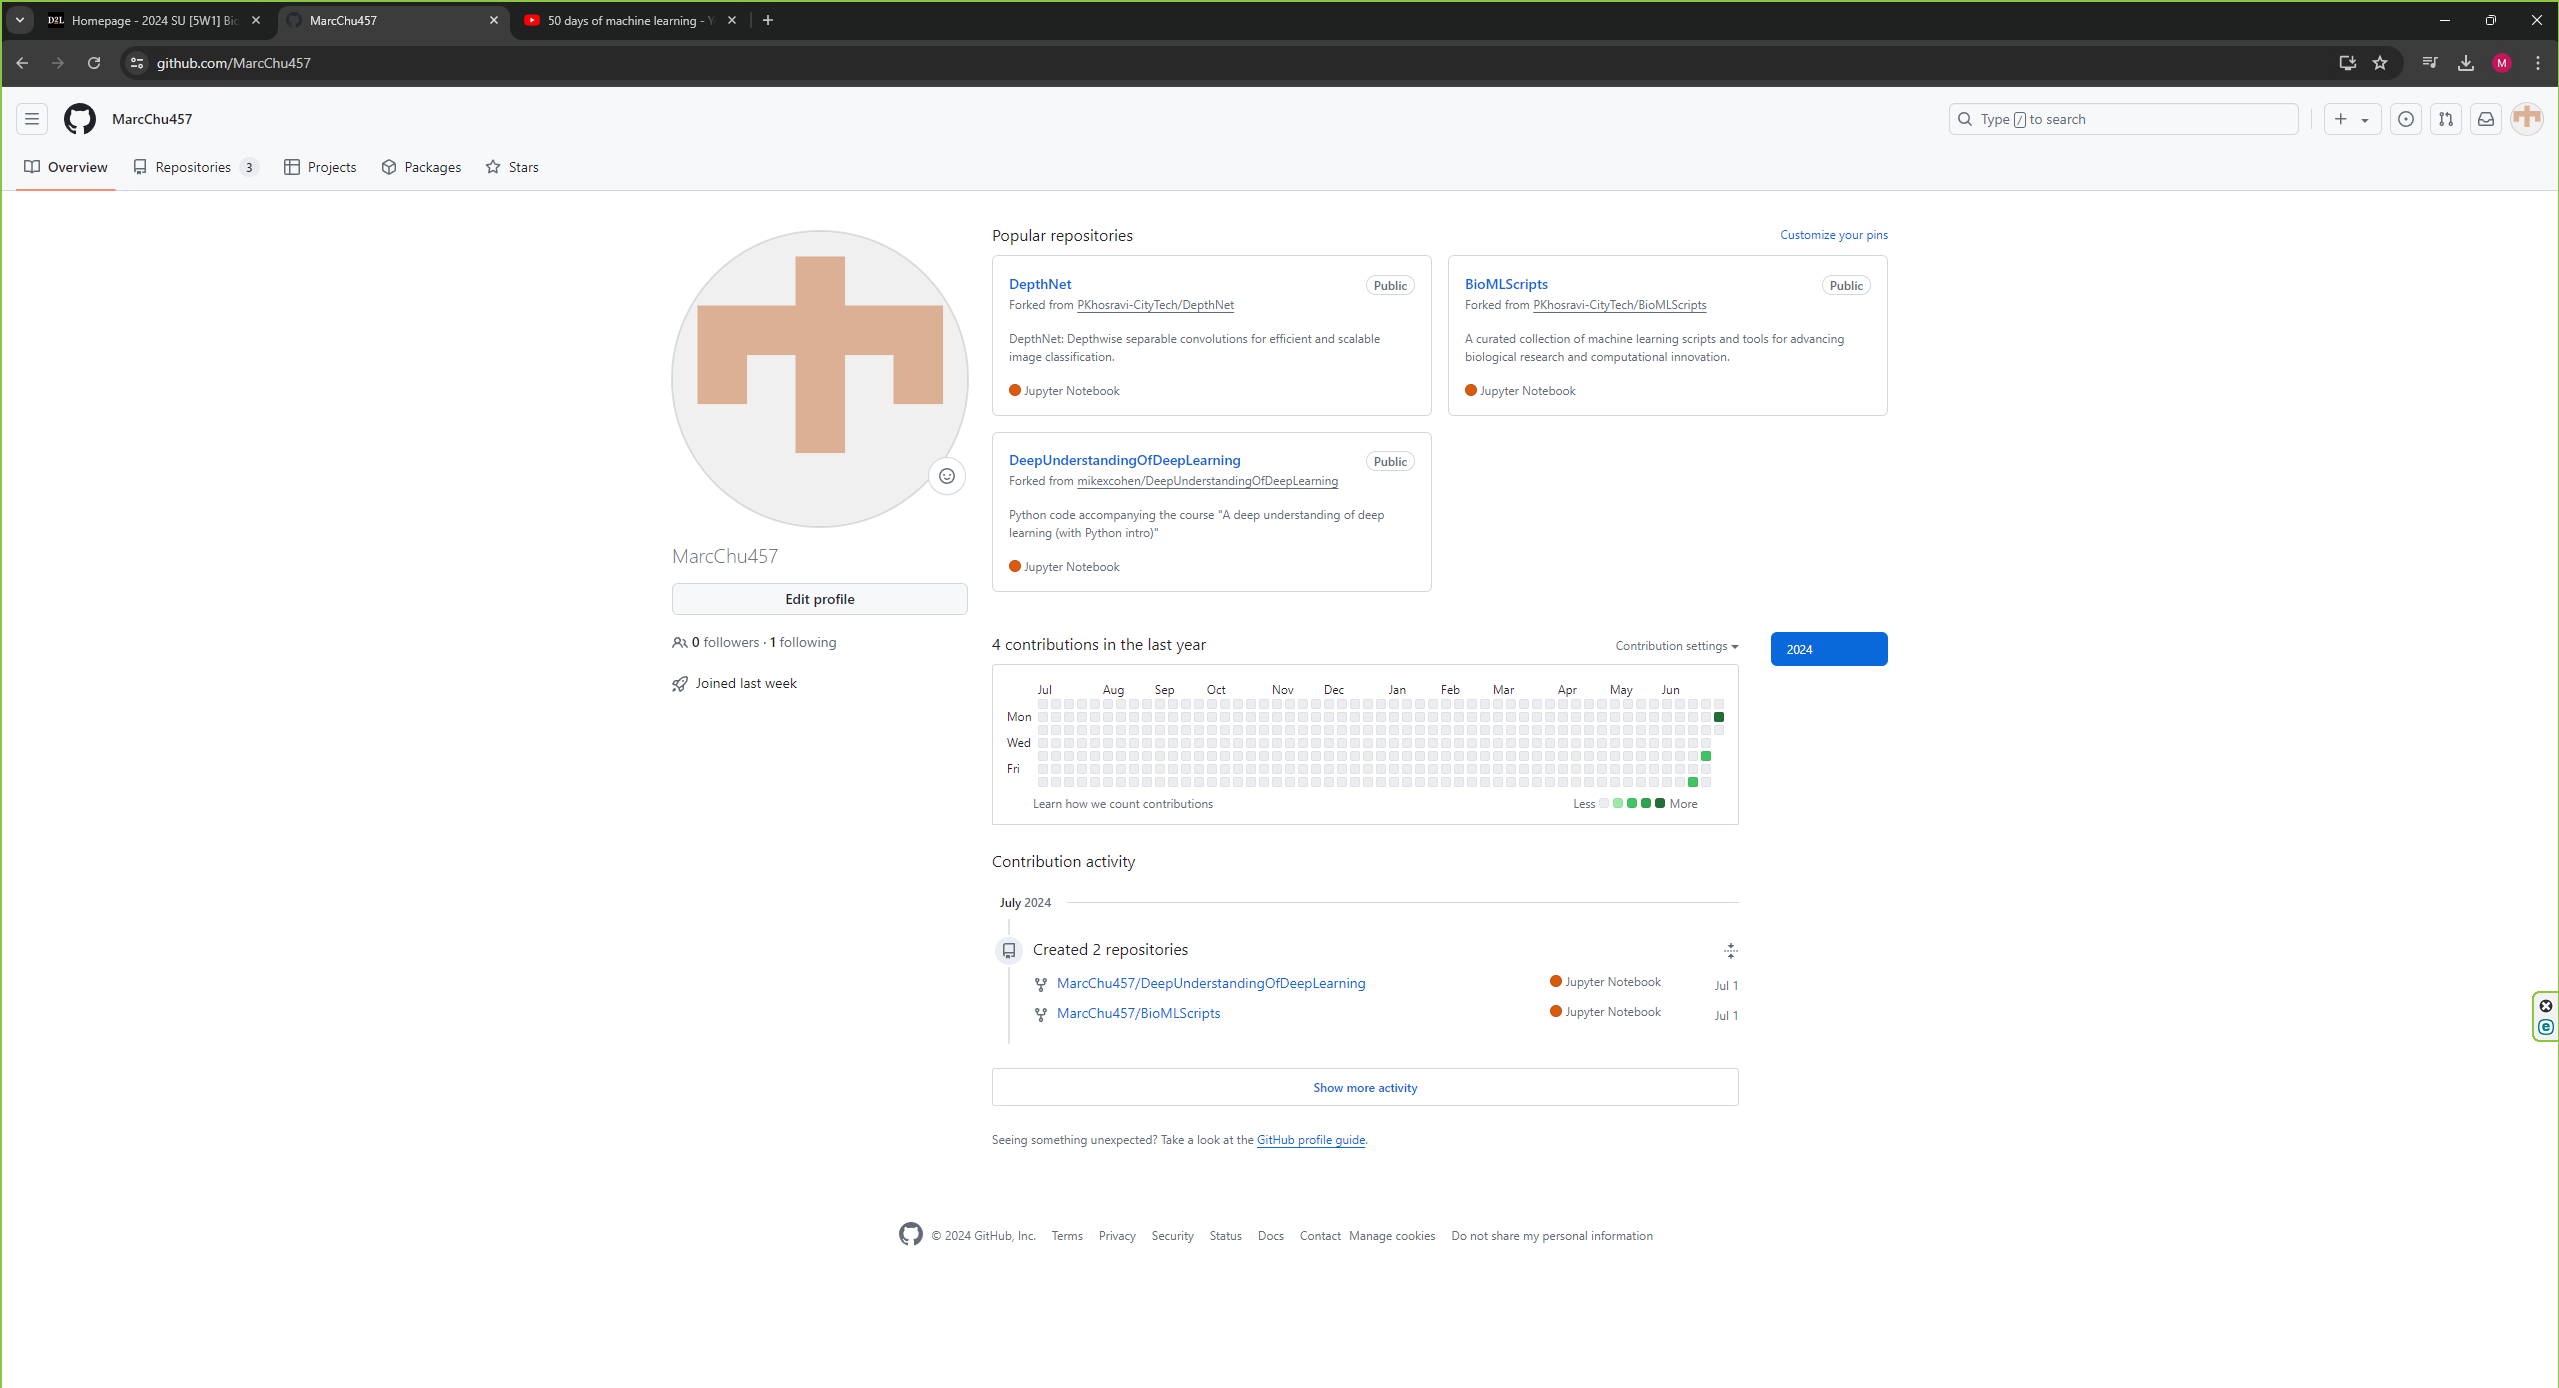 D2L Homepage - 2024 SU [5W1] Bio
MarcChu457
50 days of machine learning - Y
github.com/MarcChu457
M
MarcChu457
Type / to search
Overview
Repositories 3
Projects
Packages
Stars
Popular repositories
Customize your pins
DepthNet
Public
Forked from PKhosravi-CityTech/DepthNet
DepthNet: Depthwise separable convolutions for efficient and scalable
image classification.
Jupyter Notebook
BioMLScripts
Public
Forked from PKhosravi-CityTech/BioMLScripts
A curated collection of machine learning scripts and tools for advancing
biological research and computational innovation.
Jupyter Notebook
DeepUnderstandingOfDeepLearning
Public
Forked from mikexcohen/DeepUnderstandingOfDeepLearning
Python code accompanying the course "A deep understanding of deep
learning (with Python intro)"
Jupyter Notebook
MarcChu457
Edit profile
0 followers · 1 following
Joined last week
4 contributions in the last year
Contribution settings
2024
Jul Aug Sep Oct Nov Dec Jan Feb Mar Apr May Jun
Mon
Wed
Fri
Learn how we count contributions
Less More
Contribution activity
July 2024
Created 2 repositories
MarcChu457/DeepUnderstandingOfDeepLearning Jupyter Notebook Jul 1
MarcChu457/BioMLScripts Jupyter Notebook Jul 1
Show more activity
Seeing something unexpected? Take a look at the GitHub profile guide.
© 2024 GitHub, Inc. Terms Privacy Security Status Docs Contact Manage cookies Do not share my personal information